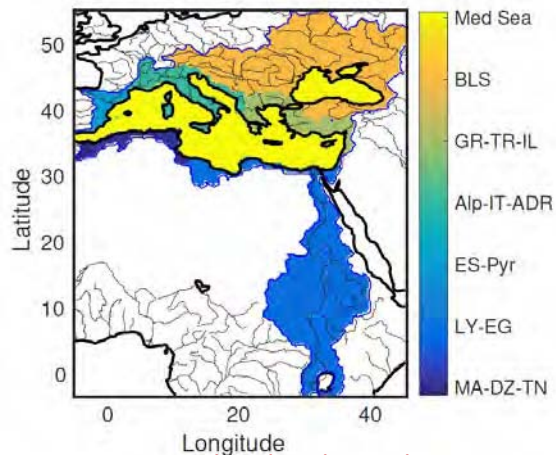 50
40
30
20
10
0
Latitude
0 20 40
Longitude
Med Sea
BLS
GR-TR-IL
Alp-IT-ADR
ES-Pyr
LY-EG
MA-DZ-TN